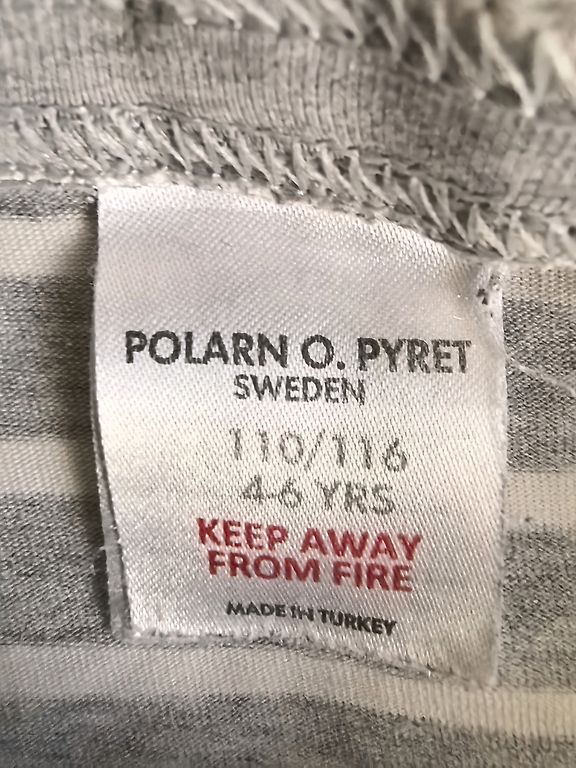 POLARN O. PYRET
SWEDEN
110/116
4-6 YRS
KEEP AWAY
FROM FIRE
MADE IN TURKEY